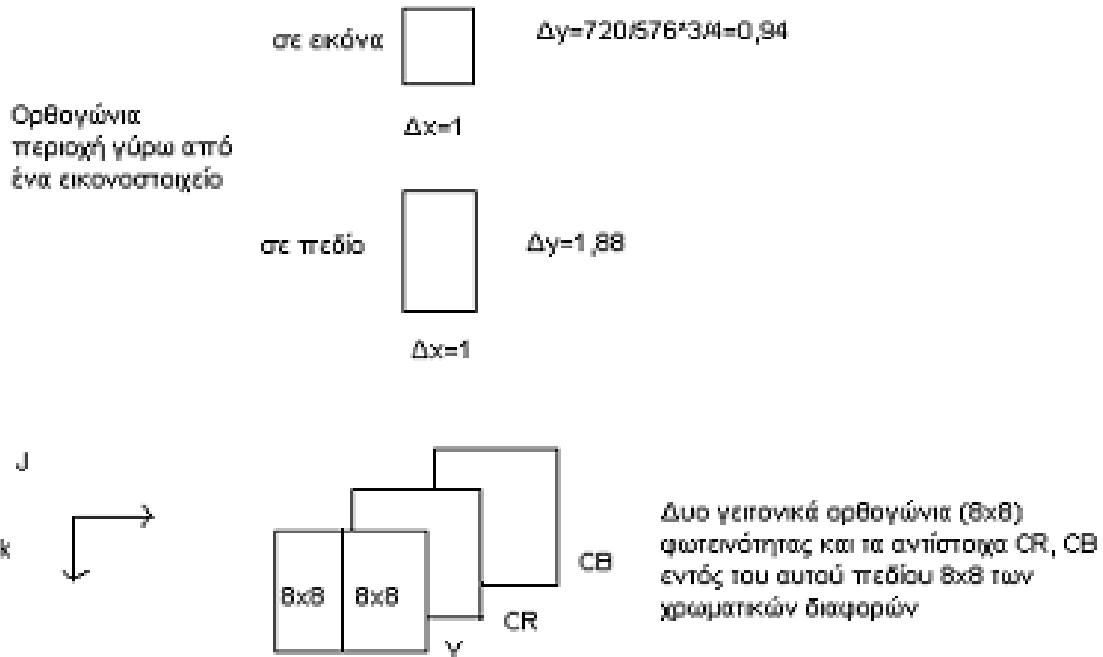 σε εικόνα
Δy=720/576*3/4=0,94
Δx=1
Ορθογώνια
περιοχή γύρω από
ένα εικονοστοιχείο
σε πεδίο
Δy=1,88
Δx=1
J
k
8x8
8x8
Y
CR
CB
Δυο γειτονικά ορθογώνια (8x8)
φωτεινότητας και τα αντίστοιχα CR, CB
εντός του αυτού πεδίου 8x8 των
χρωματικών διαφορών